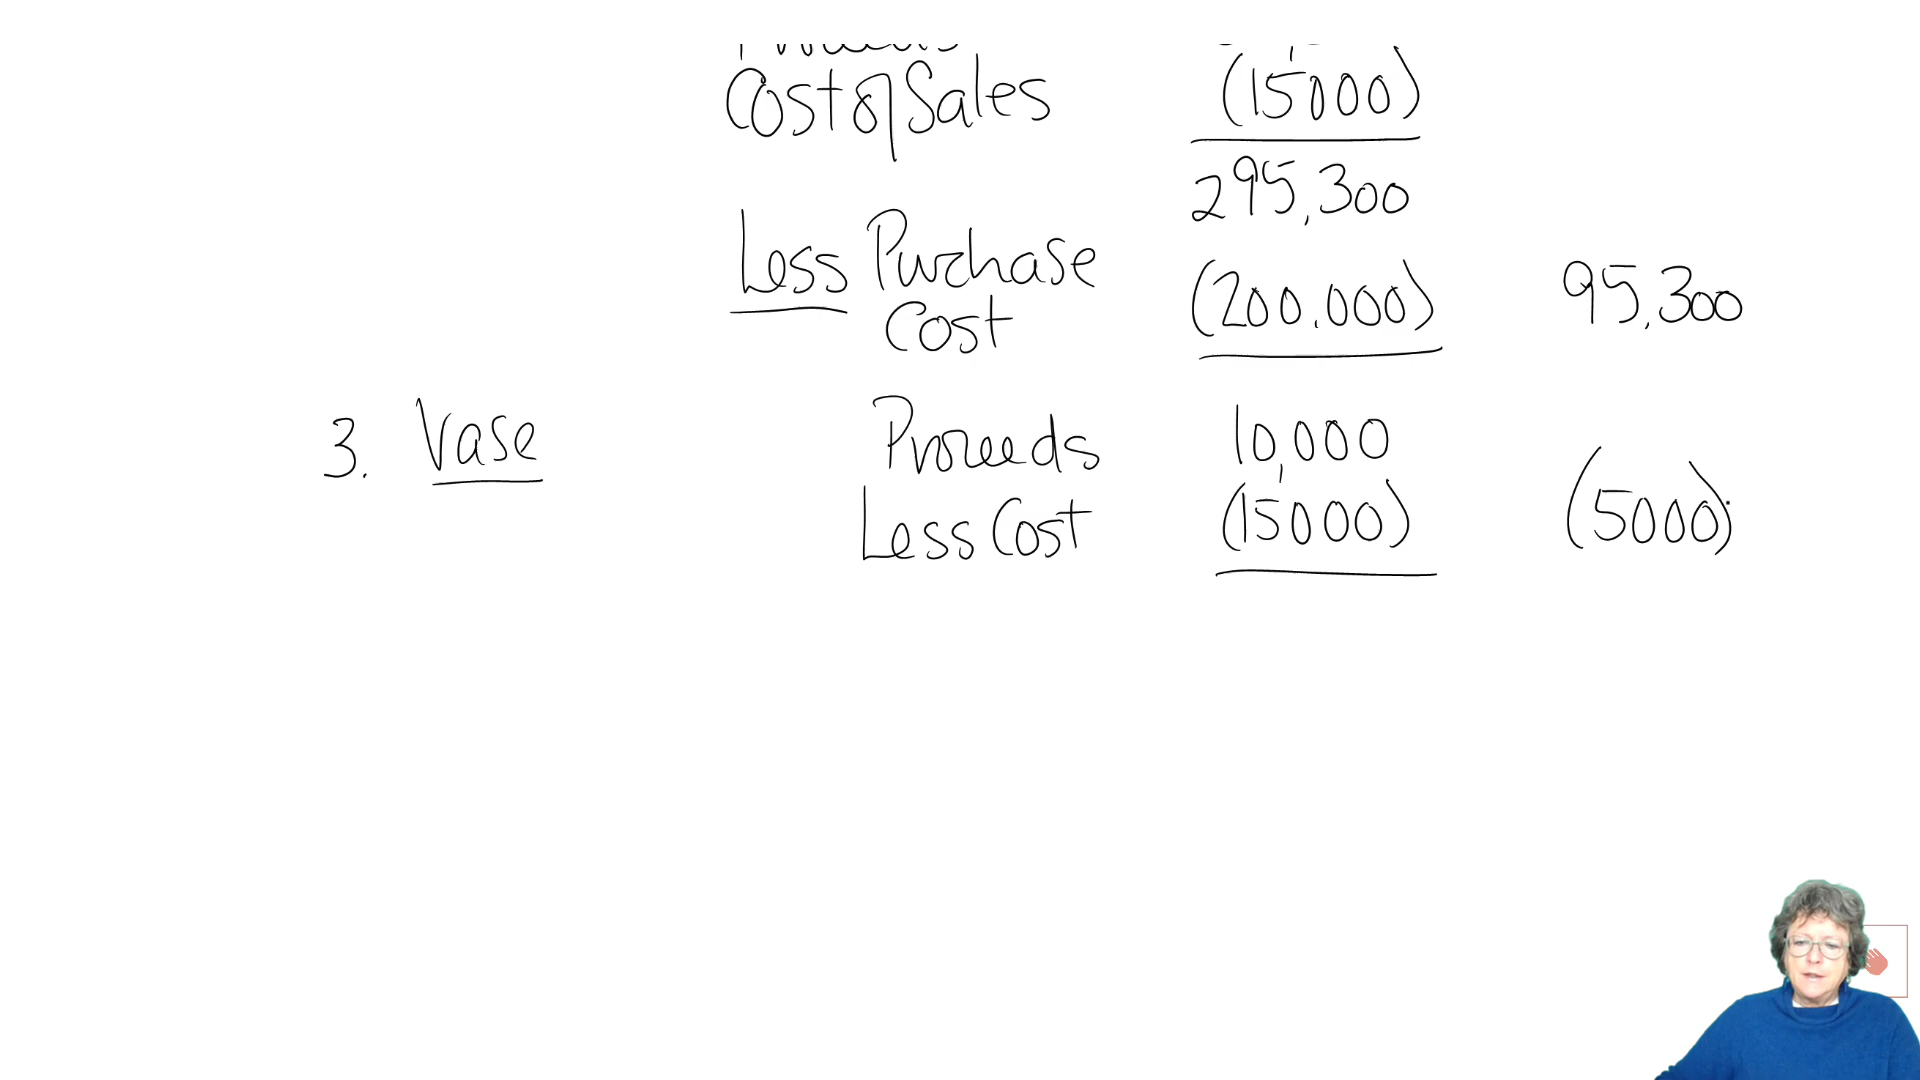 Cost of Sales (15000)
295,300
Less Purchase
Cost (200,000) 95,300
3. Vase Proceeds 10,000
Less Cost (15000) (5000)